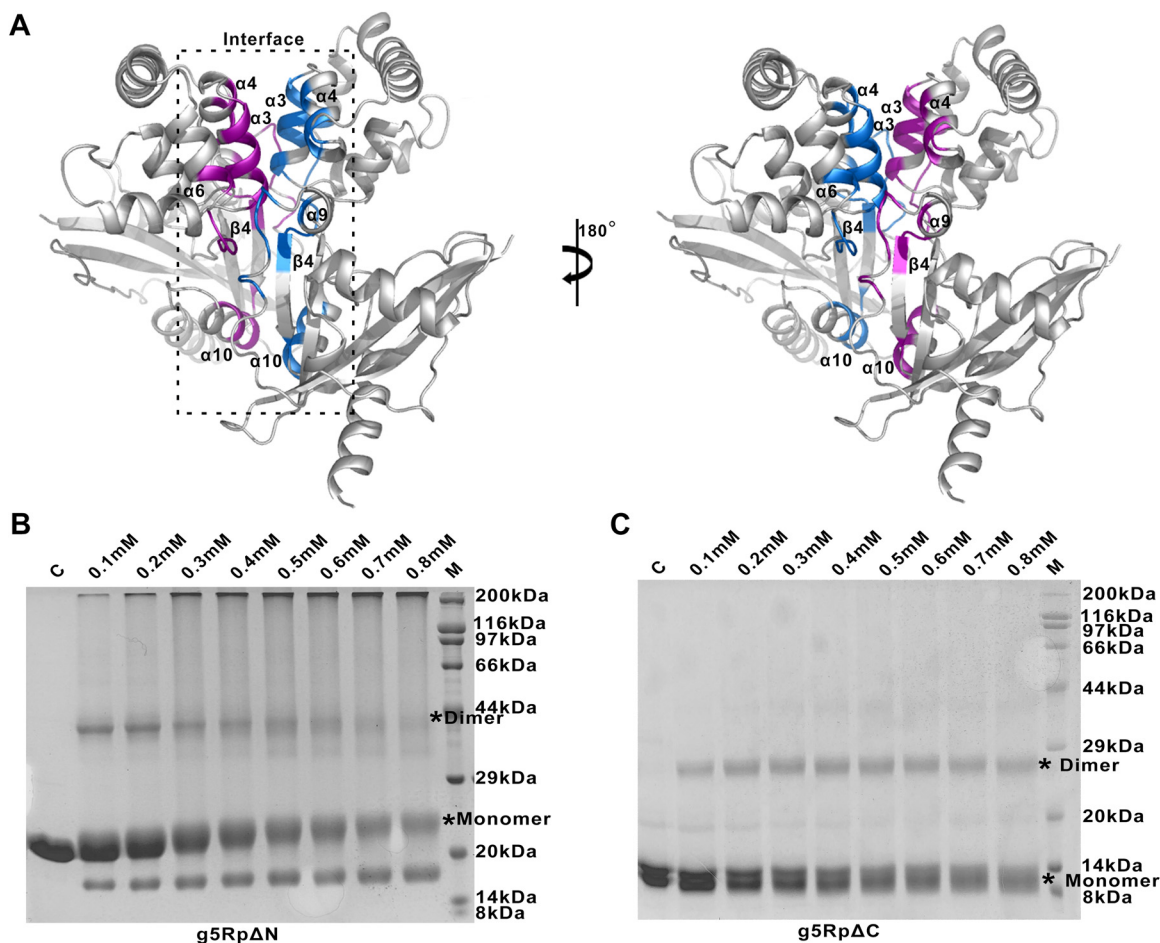 A
Interface
α4
α3
α3
α4
α6
α9
β4
β4
α10
α10
180°
α4
α3
α4
α6
α9
β4
β4
α10
α10
B
C 0.1mM 0.2mM 0.3mM 0.4mM 0.5mM 0.6mM 0.7mM 0.8mM M
200kDa
116kDa
97kDa
66kDa
44kDa
*Dimer
29kDa
*Monomer
20kDa
14kDa
8kDa
g5RpΔN
C
C 0.1mM 0.2mM 0.3mM 0.4mM 0.5mM 0.6mM 0.7mM 0.8mM M
200kDa
116kDa
97kDa
66kDa
44kDa
29kDa
* Dimer
20kDa
14kDa
* Monomer
8kDa
g5RpΔC